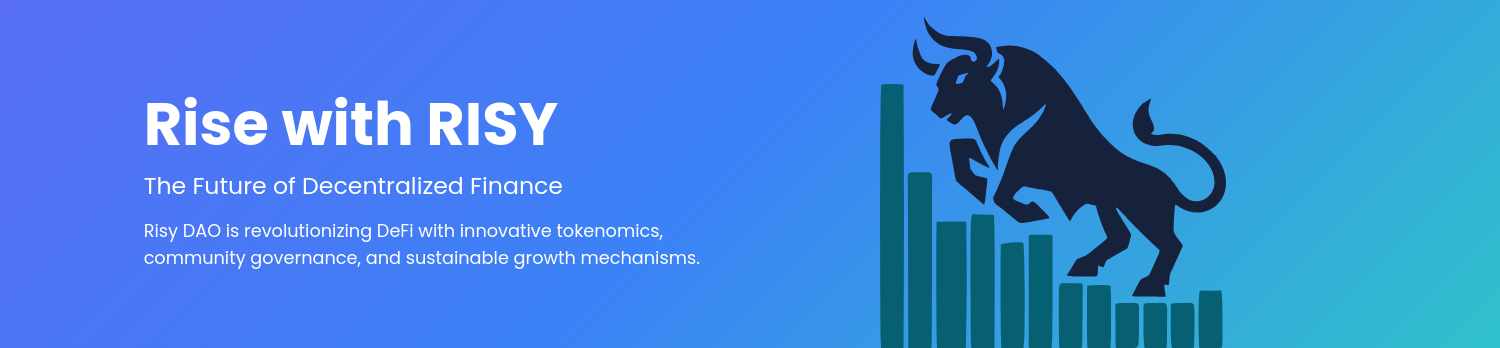 Rise with RISY
The Future of Decentralized Finance
Risy DAO is revolutionizing DeFi with innovative tokenomics,
community governance, and sustainable growth mechanisms.